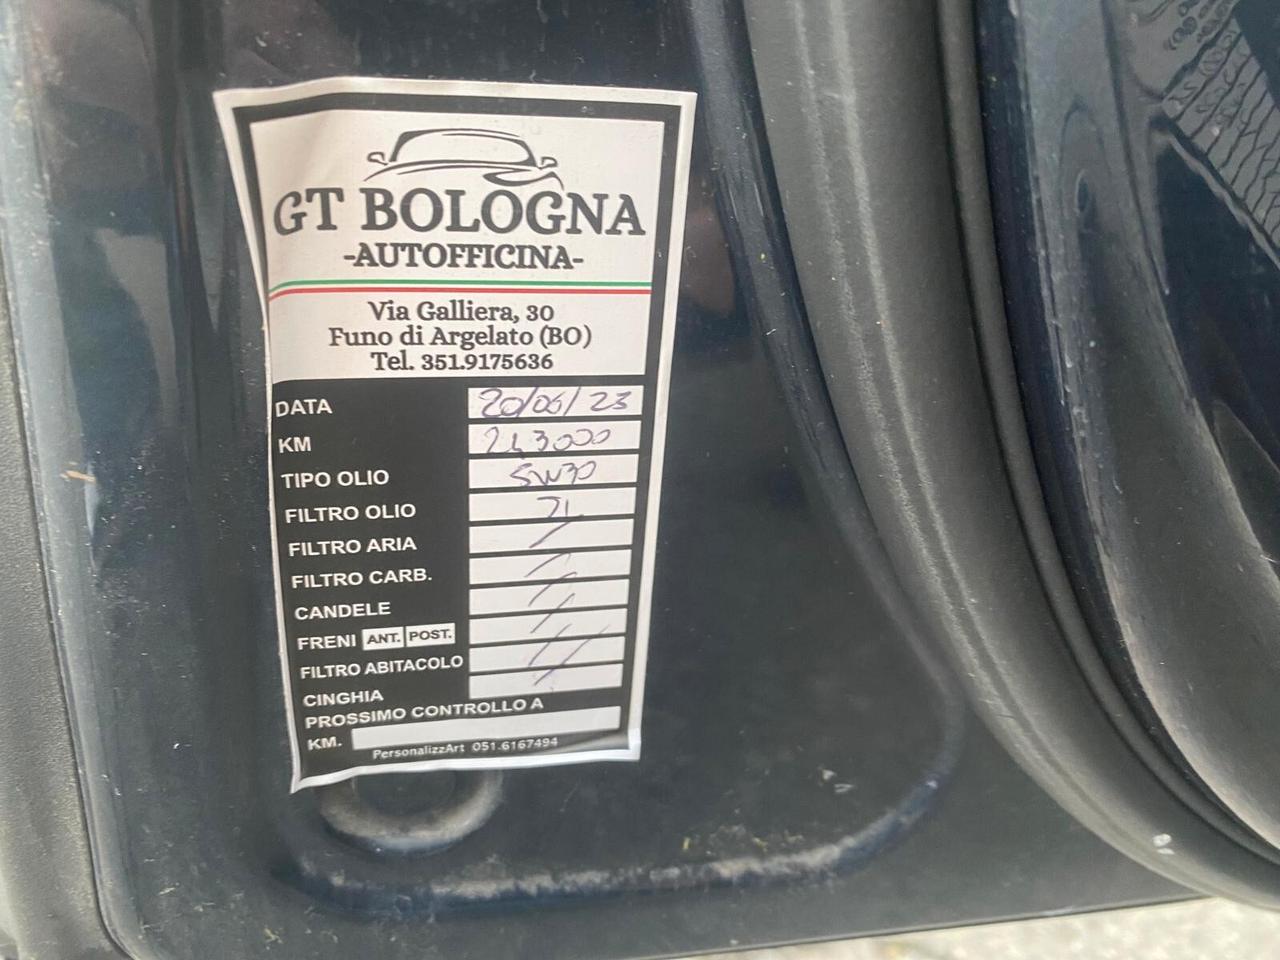 GT BOLOGNA
-AUTOFFICINA-
Via Galliera, 30
Funo di Argelato (BO)
Tel. 351.9175636
DATA 20/06/23
KM 243000
TIPO OLIO 5W30
FILTRO OLIO
FILTRO ARIA /
FILTRO CARB. /
CANDELE /
FRENI ANT. POST. /
FILTRO ABITACOLO /
CINGHIA /
PROSSIMO CONTROLLO A
KM.
PersonalizzArt 051.6167494